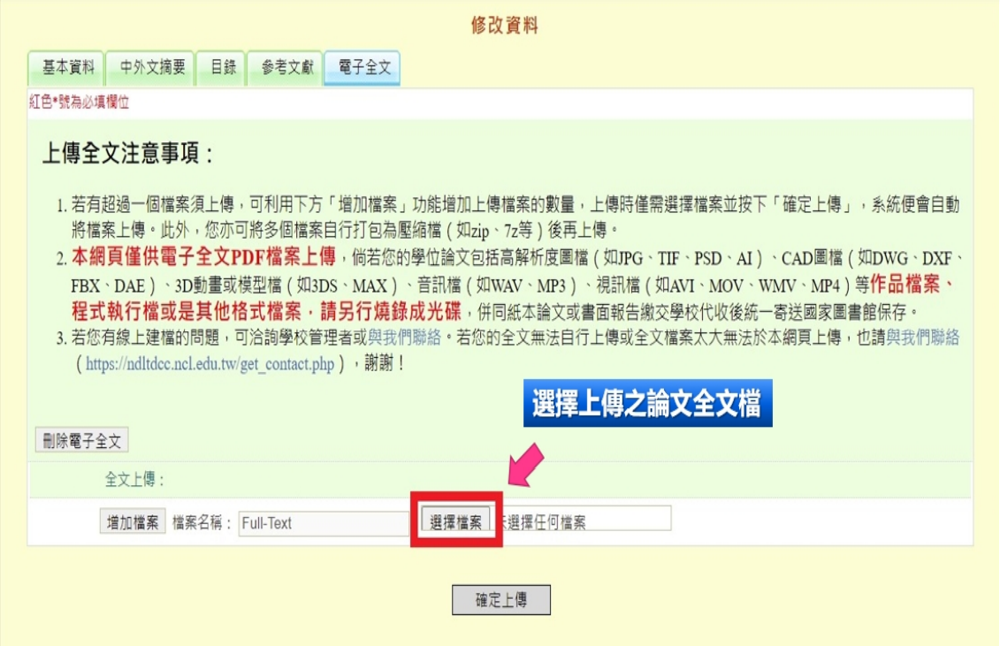 修改資料
基本資料 中外文摘要 目錄 參考文獻 電子全文
紅色*號為必填欄位
上傳全文注意事項：
1. 若有超過一個檔案須上傳，可利用下方「增加檔案」功能增加上傳檔案的數量，上傳時僅需選擇檔案並按下「確定上傳」，系統便會自動
將檔案上傳。此外，您亦可將多個檔案自行打包為壓縮檔（如zip、7z等）後再上傳。
2. 本網頁僅供電子全文PDF檔案上傳，倘若您的學位論文包括高解析度圖檔（如JPG、TIF、PSD、AI）、CAD圖檔（如DWG、DXF、
FBX、DAE）、3D動畫或模型檔（如3DS、MAX）、音訊檔（如WAV、MP3）、視訊檔（如AVI、MOV、WMV、MP4）等作品檔案、
程式執行檔或是其他格式檔案，請另行燒錄成光碟，併同紙本論文或書面報告繳交學校代收後統一寄送國家圖書館保存。
3. 若您有線上建檔的問題，可洽詢學校管理者或與我們聯絡。若您的全文無法自行上傳或全文檔案太大無法於本網頁上傳，也請與我們聯絡
（https://ndltdcc.ncl.edu.tw/get_contact.php），謝謝！
選擇上傳之論文全文檔
刪除電子全文
全文上傳：
增加檔案 檔案名稱： Full-Text 選擇檔案 未選擇任何檔案
確定上傳